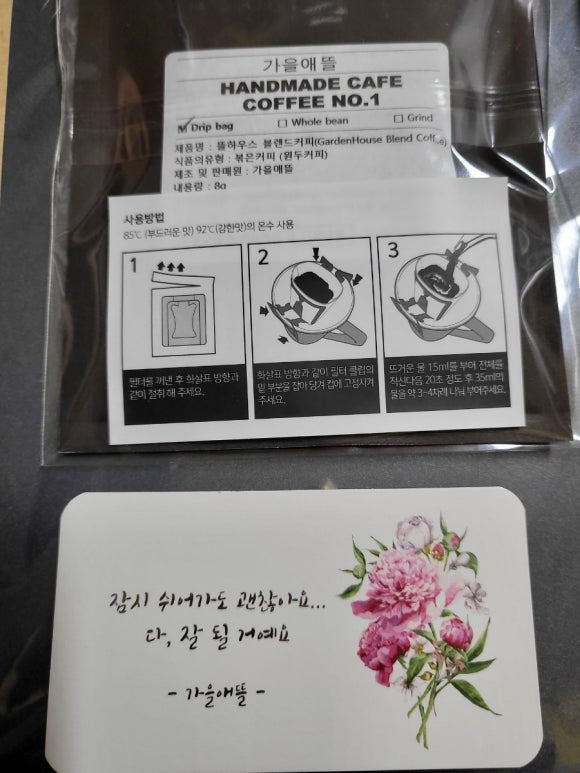 가을애뜰
HANDMADE CAFE
COFFEE NO.1
☑ Drip bag ☐ Whole bean ☐ Grind
제품명 : 뜰하우스 블렌드커피(GardenHouse Blend Coffee)
식품의유형 : 볶은커피 (원두커피)
제조 및 판매원 : 가을애뜰
내용량 : 8g
사용방법
85℃ (부드러운 맛) 92℃(강한맛)의 온수 사용
1
필터를 꺼낸 후 화살표 방향과
같이 절취 해 주세요.
2
화살표 방향과 같이 필터 클립의
밑 부분을 잡아 당겨 컵에 고정시켜
주세요.
3
뜨거운 물 15ml를 부어 전체를
적신다음 20초 정도 후 35ml의
물을 약 3~4차례 나눠 부어주세요.
잠시 쉬어가도 괜찮아요...
다, 잘 될 거예요
- 가을애뜰 -